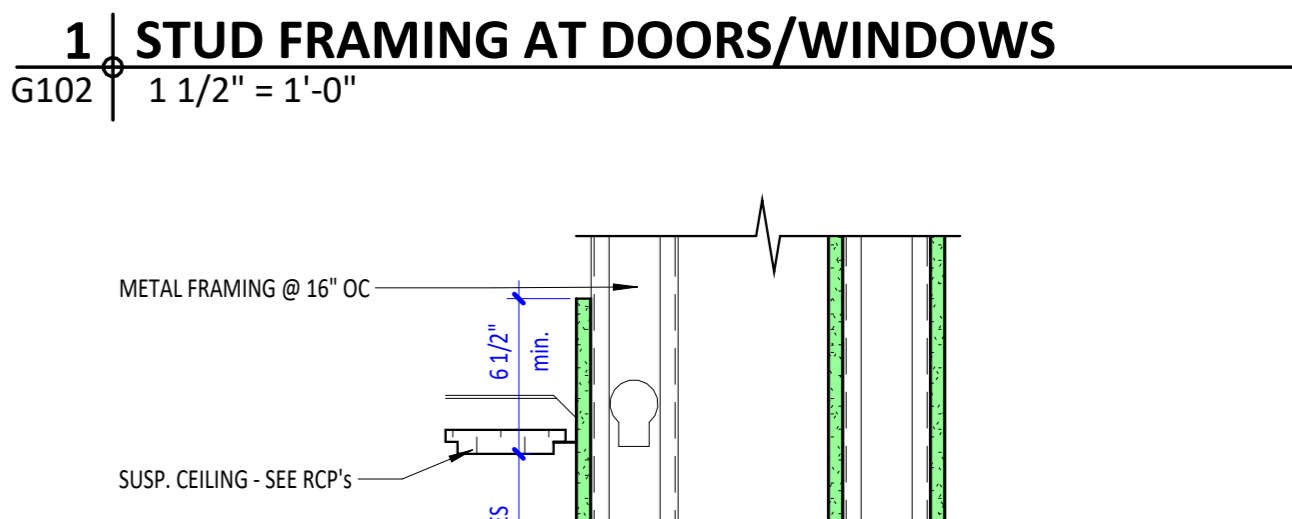 1 STUD FRAMING AT DOORS/WINDOWS
G102 1 1/2" = 1'-0"
METAL FRAMING @ 16" OC
6 1/2"
min.
SUSP. CEILING - SEE RCP's